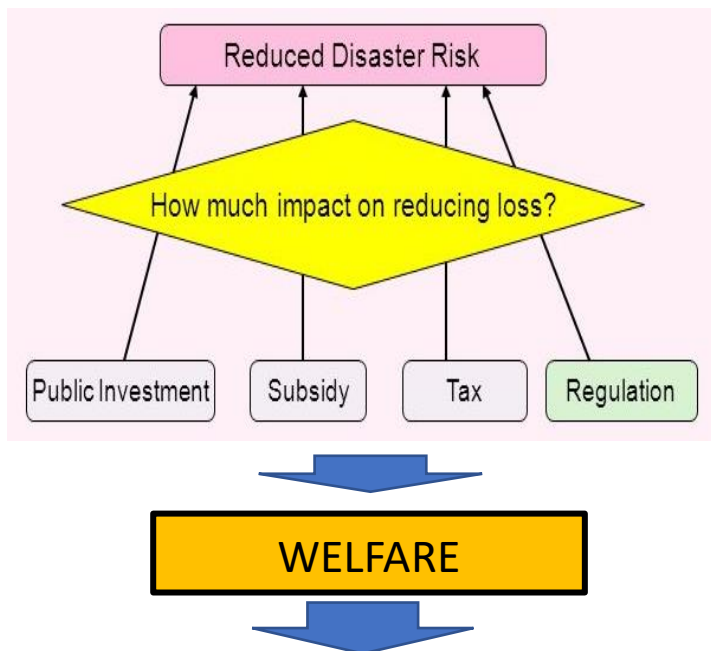 Reduced Disaster Risk
How much impact on reducing loss?
Public Investment
Subsidy
Tax
Regulation
WELFARE